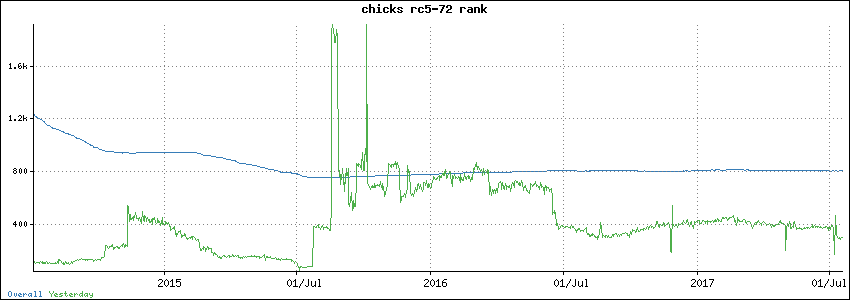 chicks rc5-72 rank
1.6k
1.2k
800
400
2015 01/Jul 2016 01/Jul 2017 01/Jul
Overall Yesterday